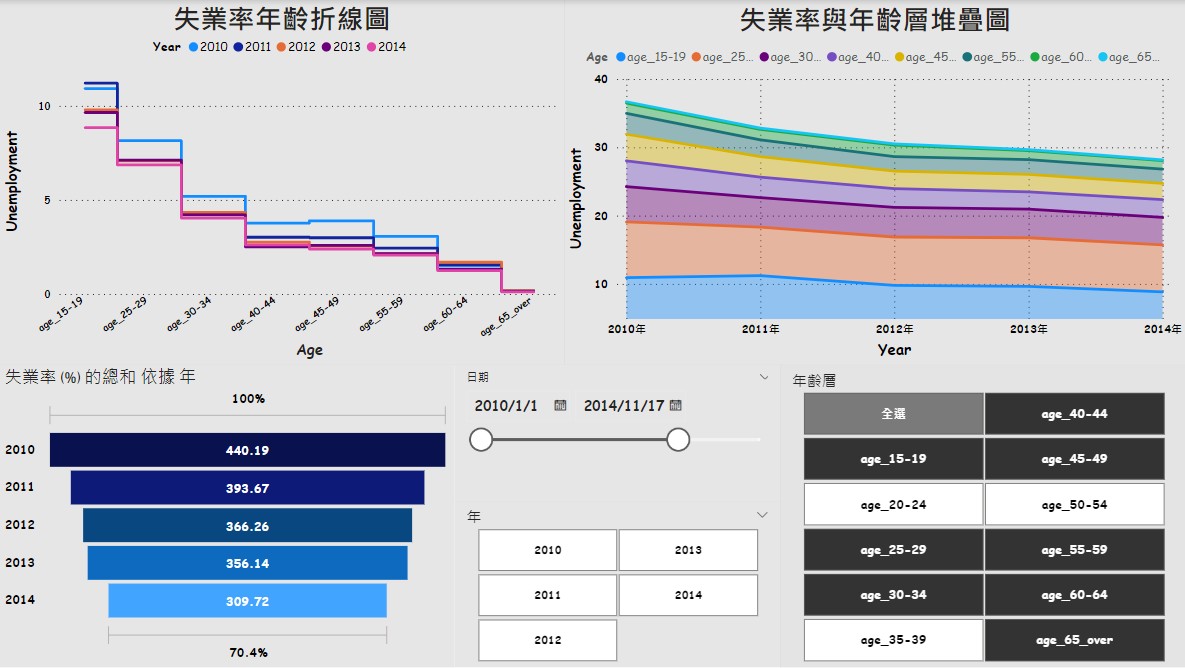 失業率年齡折線圖
Year 2010 2011 2012 2013 2014
10
5
0
Unemployment
age_15-19 age_25-29 age_30-34 age_40-44 age_45-49 age_55-59 age_60-64 age_65_over
Age
失業率與年齡層堆疊圖
Age age_15-19 age_25... age_30... age_40... age_45... age_55... age_60... age_65...
40
30
20
10
Unemployment
2010年 2011年 2012年 2013年 2014年
Year
失業率 (%) 的總和 依據 年
100%
2010 440.19
2011 393.67
2012 366.26
2013 356.14
2014 309.72
70.4%
日期
2010/1/1 2014/11/17
年
2010 2013
2011 2014
2012
年齡層
全選 age_40-44
age_15-19 age_45-49
age_20-24 age_50-54
age_25-29 age_55-59
age_30-34 age_60-64
age_35-39 age_65_over